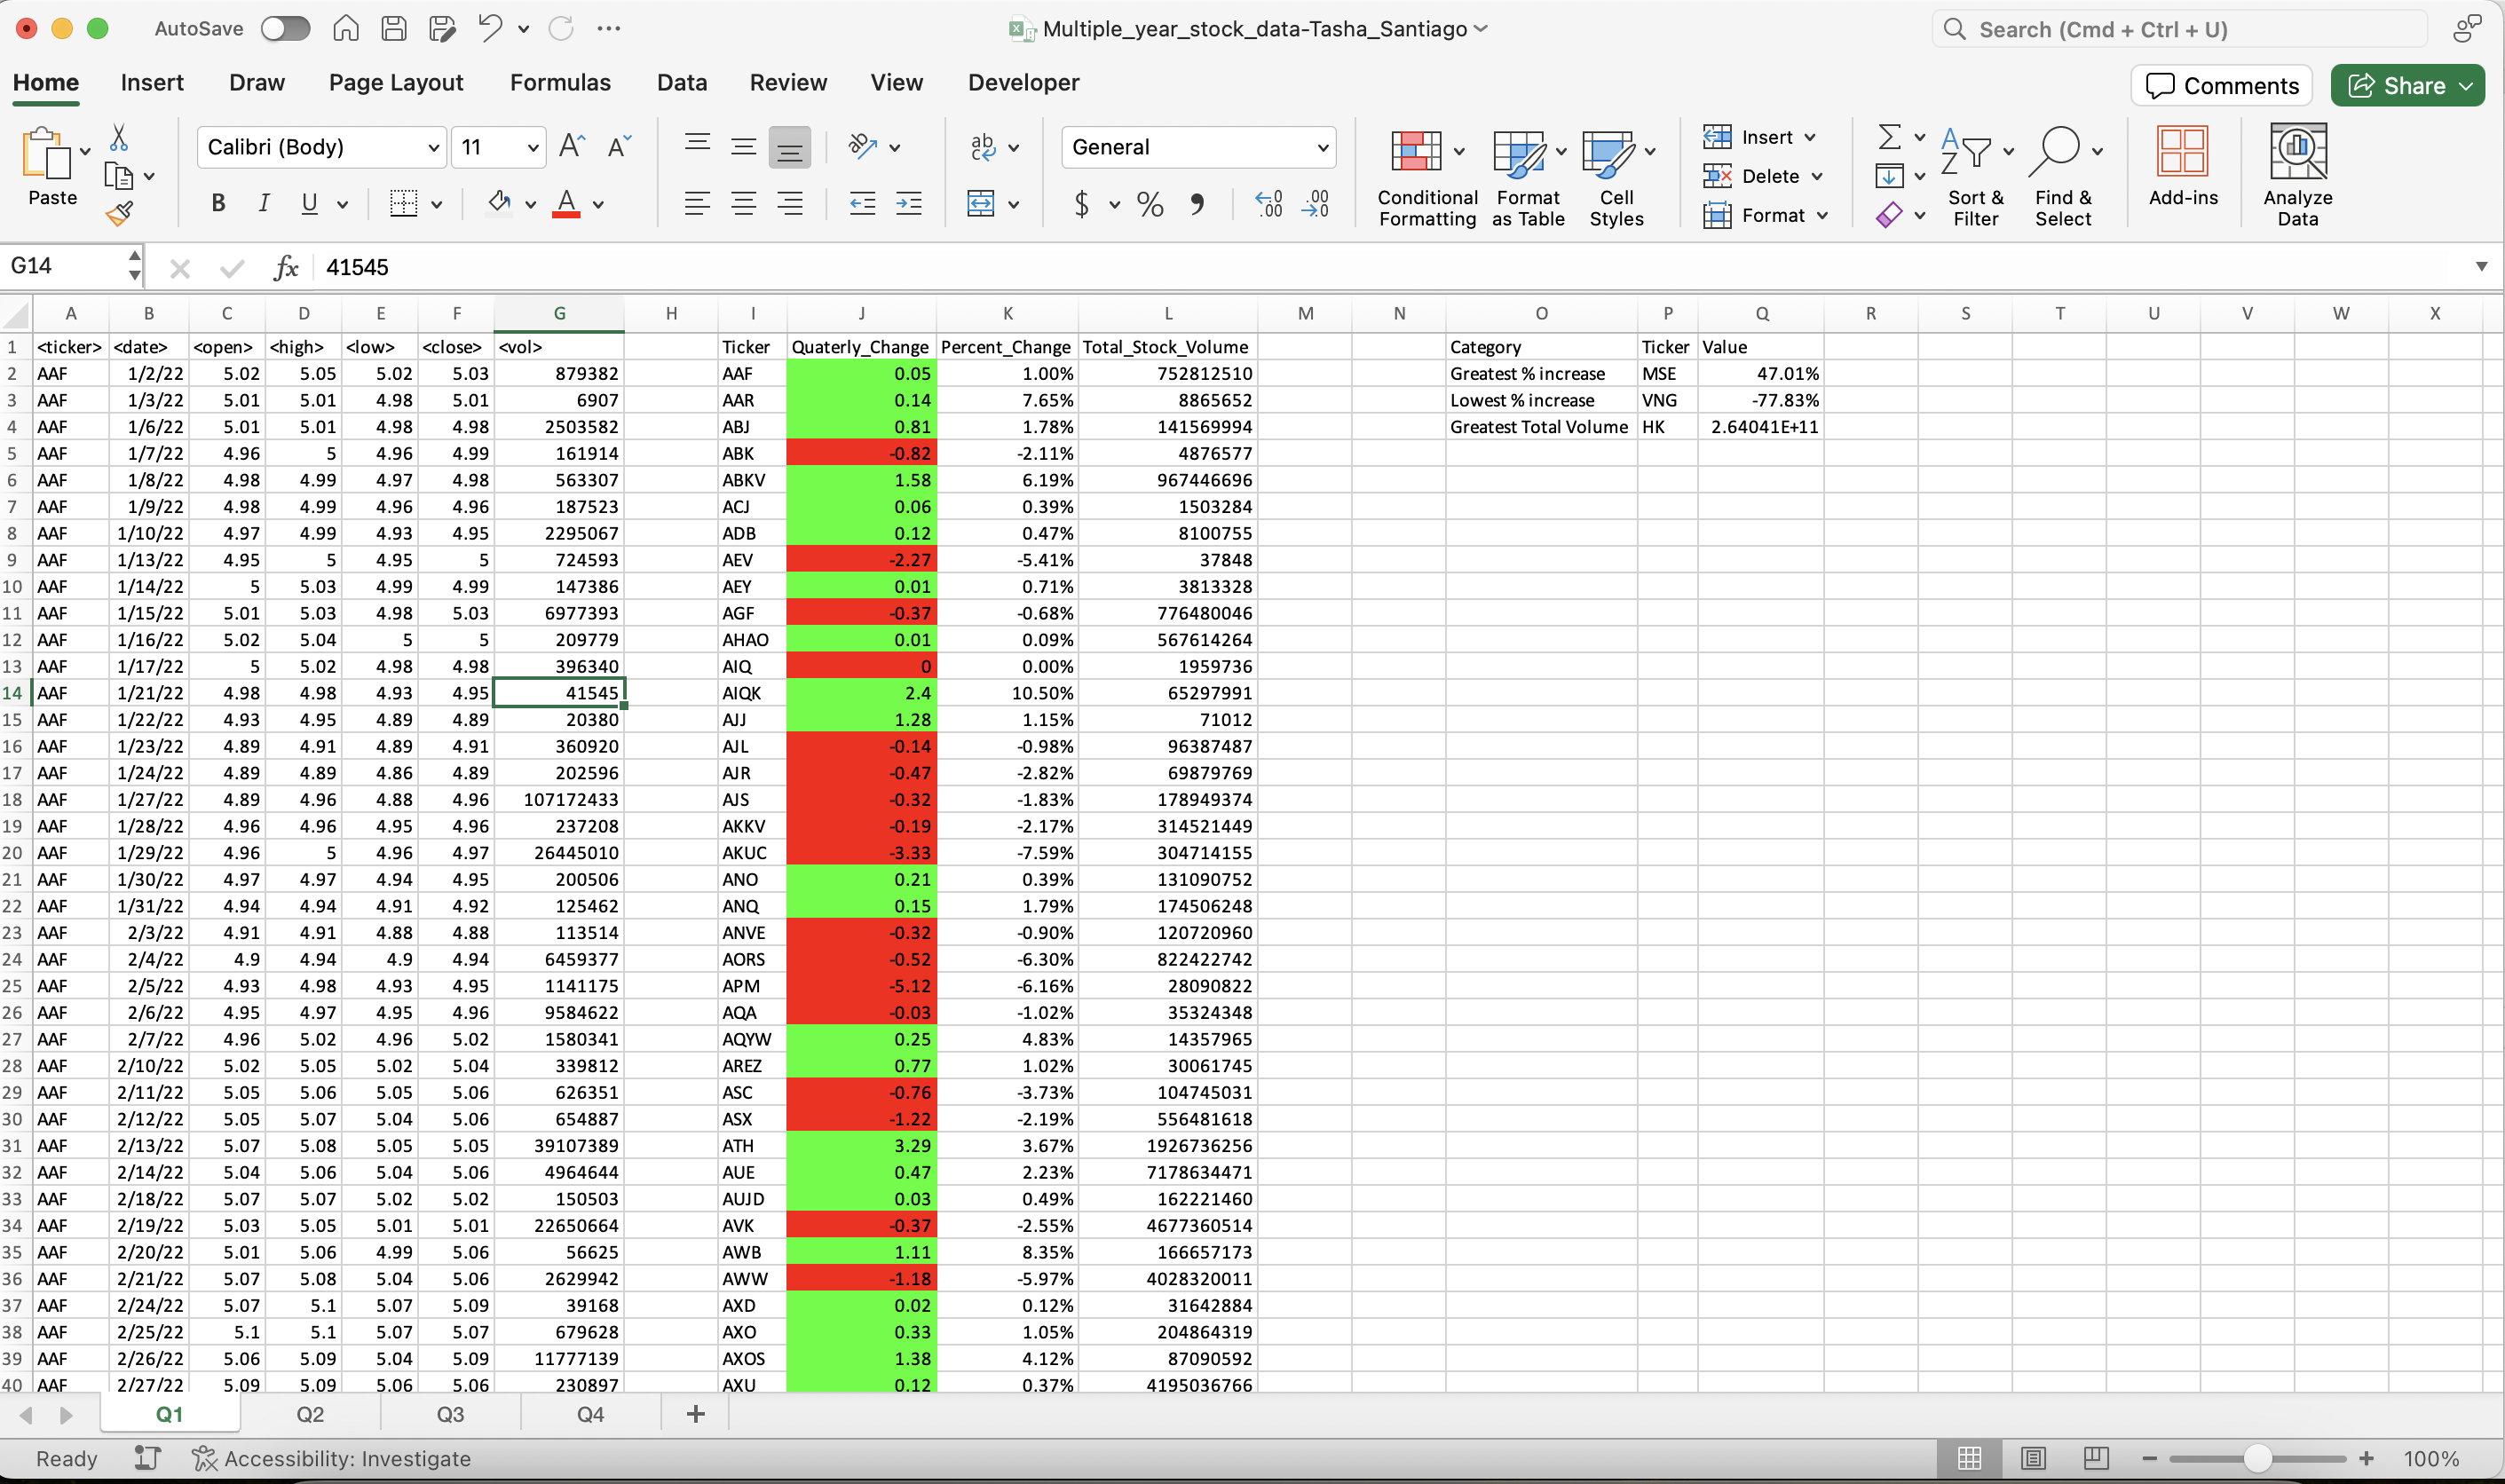 AutoSave Multiple_year_stock_data-Tasha_Santiago Search (Cmd + Ctrl + U)
Home Insert Draw Page Layout Formulas Data Review View Developer Comments Share
Paste Calibri (Body) 11 General Conditional Formatting Format as Table Cell Styles Insert Delete Format Sort & Filter Find & Select Add-ins Analyze Data
G14 fx 41545
A B C D E F G H I J K L M N O P Q R S T U V W X
1 <ticker> <date> <open> <high> <low> <close> <vol> Ticker Quaterly_Change Percent_Change Total_Stock_Volume Category Ticker Value
2 AAF 1/2/22 5.02 5.05 5.02 5.03 879382 AAF 0.05 1.00% 752812510 Greatest % increase MSE 47.01%
3 AAF 1/3/22 5.01 5.01 4.98 5.01 6907 AAR 0.14 7.65% 8865652 Lowest % increase VNG -77.83%
4 AAF 1/6/22 5.01 5.01 4.98 4.98 2503582 ABJ 0.81 1.78% 141569994 Greatest Total Volume HK 2.64041E+11
5 AAF 1/7/22 4.96 5 4.96 4.99 161914 ABK -0.82 -2.11% 4876577
6 AAF 1/8/22 4.98 4.99 4.97 4.98 563307 ABKV 1.58 6.19% 967446696
7 AAF 1/9/22 4.98 4.99 4.96 4.96 187523 ACJ 0.06 0.39% 1503284
8 AAF 1/10/22 4.97 4.99 4.93 4.95 2295067 ADB 0.12 0.47% 8100755
9 AAF 1/13/22 4.95 5 4.95 5 724593 AEV -2.27 -5.41% 37848
10 AAF 1/14/22 5 5.03 4.99 4.99 147386 AEY 0.01 0.71% 3813328
11 AAF 1/15/22 5.01 5.03 4.98 5.03 6977393 AGF -0.37 -0.68% 776480046
12 AAF 1/16/22 5.02 5.04 5 5 209779 AHAO 0.01 0.09% 567614264
13 AAF 1/17/22 5 5.02 4.98 4.98 396340 AIQ 0 0.00% 1959736
14 AAF 1/21/22 4.98 4.98 4.93 4.95 41545 AIQK 2.4 10.50% 65297991
15 AAF 1/22/22 4.93 4.95 4.89 4.89 20380 AJJ 1.28 1.15% 71012
16 AAF 1/23/22 4.89 4.91 4.89 4.91 360920 AJL -0.14 -0.98% 96387487
17 AAF 1/24/22 4.89 4.89 4.86 4.89 202596 AJR -0.47 -2.82% 69879769
18 AAF 1/27/22 4.89 4.96 4.88 4.96 107172433 AJS -0.32 -1.83% 178949374
19 AAF 1/28/22 4.96 4.96 4.95 4.96 237208 AKKV -0.19 -2.17% 314521449
20 AAF 1/29/22 4.96 5 4.96 4.97 26445010 AKUC -3.33 -7.59% 304714155
21 AAF 1/30/22 4.97 4.97 4.94 4.95 200506 ANO 0.21 0.39% 131090752
22 AAF 1/31/22 4.94 4.94 4.91 4.92 125462 ANQ 0.15 1.79% 174506248
23 AAF 2/3/22 4.91 4.91 4.88 4.88 113514 ANVE -0.32 -0.90% 120720960
24 AAF 2/4/22 4.9 4.94 4.9 4.94 6459377 AORS -0.52 -6.30% 822422742
25 AAF 2/5/22 4.93 4.98 4.93 4.95 1141175 APM -5.12 -6.16% 28090822
26 AAF 2/6/22 4.95 4.97 4.95 4.96 9584622 AQA -0.03 -1.02% 35324348
27 AAF 2/7/22 4.96 5.02 4.96 5.02 1580341 AQYW 0.25 4.83% 14357965
28 AAF 2/10/22 5.02 5.05 5.02 5.04 339812 AREZ 0.77 1.02% 30061745
29 AAF 2/11/22 5.05 5.06 5.05 5.06 626351 ASC -0.76 -3.73% 104745031
30 AAF 2/12/22 5.05 5.07 5.04 5.06 654887 ASX -1.22 -2.19% 556481618
31 AAF 2/13/22 5.07 5.08 5.05 5.05 39107389 ATH 3.29 3.67% 1926736256
32 AAF 2/14/22 5.04 5.06 5.04 5.06 4964644 AUE 0.47 2.23% 7178634471
33 AAF 2/18/22 5.07 5.07 5.02 5.02 150503 AUJD 0.03 0.49% 162221460
34 AAF 2/19/22 5.03 5.05 5.01 5.01 22650664 AVK -0.37 -2.55% 4677360514
35 AAF 2/20/22 5.01 5.06 4.99 5.06 56625 AWB 1.11 8.35% 166657173
36 AAF 2/21/22 5.07 5.08 5.04 5.06 2629942 AWW -1.18 -5.97% 4028320011
37 AAF 2/24/22 5.07 5.1 5.07 5.09 39168 AXD 0.02 0.12% 31642884
38 AAF 2/25/22 5.1 5.1 5.07 5.07 679628 AXO 0.33 1.05% 204864319
39 AAF 2/26/22 5.06 5.09 5.04 5.09 11777139 AXOS 1.38 4.12% 87090592
40 AAF 2/27/22 5.09 5.09 5.06 5.06 230897 AXU 0.12 0.37% 4195036766
Q1 Q2 Q3 Q4
Ready Accessibility: Investigate 100%